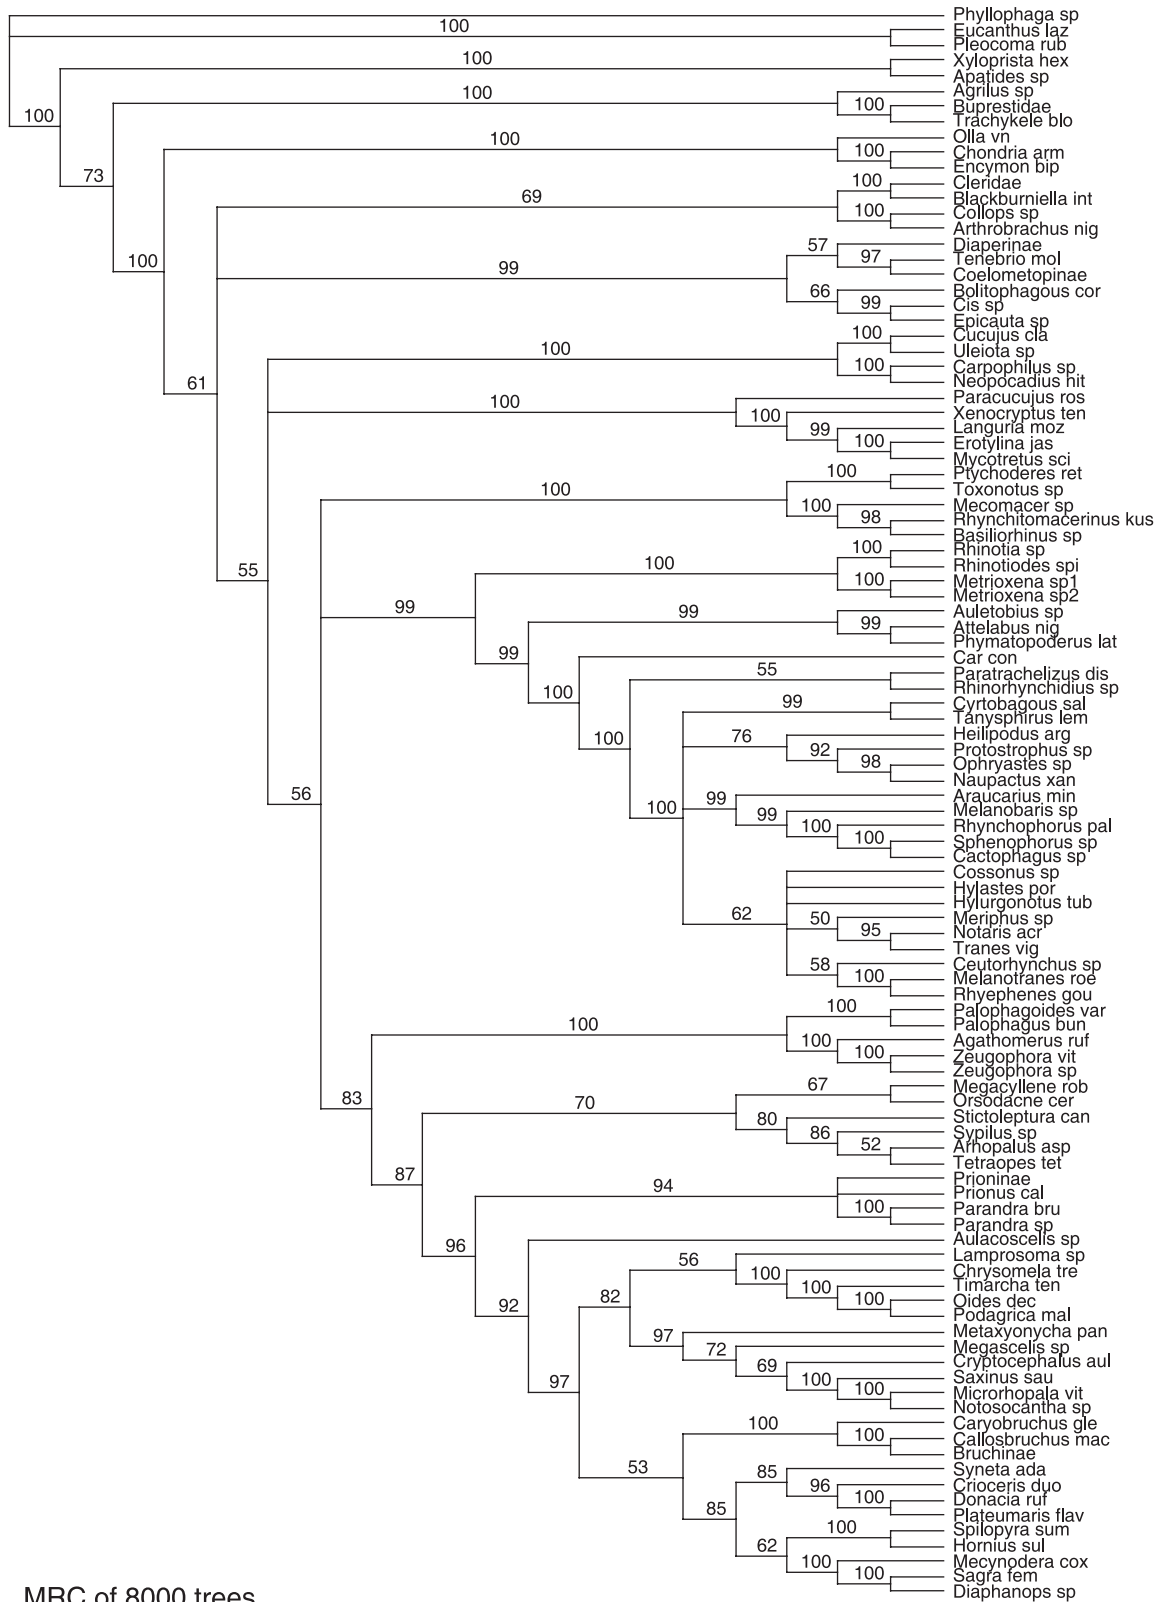 Phyllophaga sp
100
Eucanthus laz
Pleocoma rub
100
Xyloprista hex
Apatides sp
100
100
Agrilus sp
100
Buprestidae
Trachykele blo
73
100
Olla vn
100
Chondria arm
Encymon bip
100
69
100
Cleridae
Blackburniella int
100
Collops sp
Arthrobrachus nig
61
99
57
Diaperinae
97
Tenebrio mol
Coelometopinae
66
Bolitophagous cor
99
Cis sp
Epicauta sp
100
100
Cucujus cla
Uleiota sp
100
Carpophilus sp
Neopocadius hit
55
100
Paracucujus ros
100
Xenocryptus ten
99
Languria moz
100
Erotylina jas
Mycotretus sci
100
100
Ptychoderes ret
Toxonotus sp
100
Mecomacer sp
98
Rhynchitomacerinus kus
Basiliorhinus sp
56
99
100
100
Rhinotia sp
Rhinotiodes spi
100
Metrioxena sp1
Metrioxena sp2
99
99
Auletobius sp
99
Attelabus nig
Phymatopoderus lat
100
Car con
100
55
Paratrachelizus dis
Rhinorhynchidius sp
100
99
Cyrtobagous sal
Tanysphirus lem
76
Heilipodus arg
92
Protostrophus sp
98
Ophryastes sp
Naupactus xan
99
Araucarius min
99
Melanobaris sp
100
Rhynchophorus pal
100
Sphenophorus sp
Cactophagus sp
62
Cossonus sp
Hylastes por
Hylurgonotus tub
50
Meriphus sp
95
Notaris acr
Tranes vig
58
Ceutorhynchus sp
100
Melanotranes roe
Rhyephenes gou
83
100
100
Palophagoides var
Palophagus bun
100
Agathomerus ruf
100
Zeugophora vit
Zeugophora sp
87
70
67
Megacyllene rob
Orsodacne cer
80
Stictoleptura can
86
Sypilus sp
52
Arhopalus asp
Tetraopes tet
96
94
Prioninae
Prionus cal
100
Parandra bru
Parandra sp
92
Aulacoscelis sp
97
82
56
Lamprosoma sp
100
Chrysomela tre
100
Timarcha ten
100
Oides dec
Podagrica mal
97
Metaxyonycha pan
72
Megascelis sp
69
Cryptocephalus aul
100
Saxinus sau
100
Microrhopala vit
Notosocantha sp
53
100
Caryobruchus gle
100
Callosbruchus mac
Bruchinae
85
85
Syneta ada
96
Crioceris duo
100
Donacia ruf
Plateumaris flav
62
100
Spilopyra sum
Hornius sul
100
Mecynodera cox
100
Sagra fem
Diaphanops sp
MRC of 8000 trees